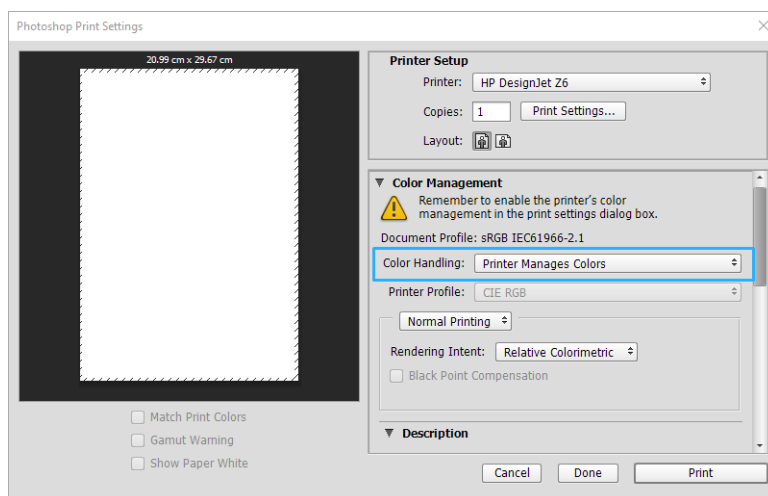 Photoshop Print Settings
20.99 cm x 29.67 cm
Match Print Colors
Gamut Warning
Show Paper White
Printer Setup
Printer: HP DesignJet Z6
Copies: 1 Print Settings...
Layout:
Color Management
Remember to enable the printer's color
management in the print settings dialog box.
Document Profile: sRGB IEC61966-2.1
Color Handling: Printer Manages Colors
Printer Profile: CIE RGB
Normal Printing
Rendering Intent: Relative Colorimetric
Black Point Compensation
Description
Cancel Done Print